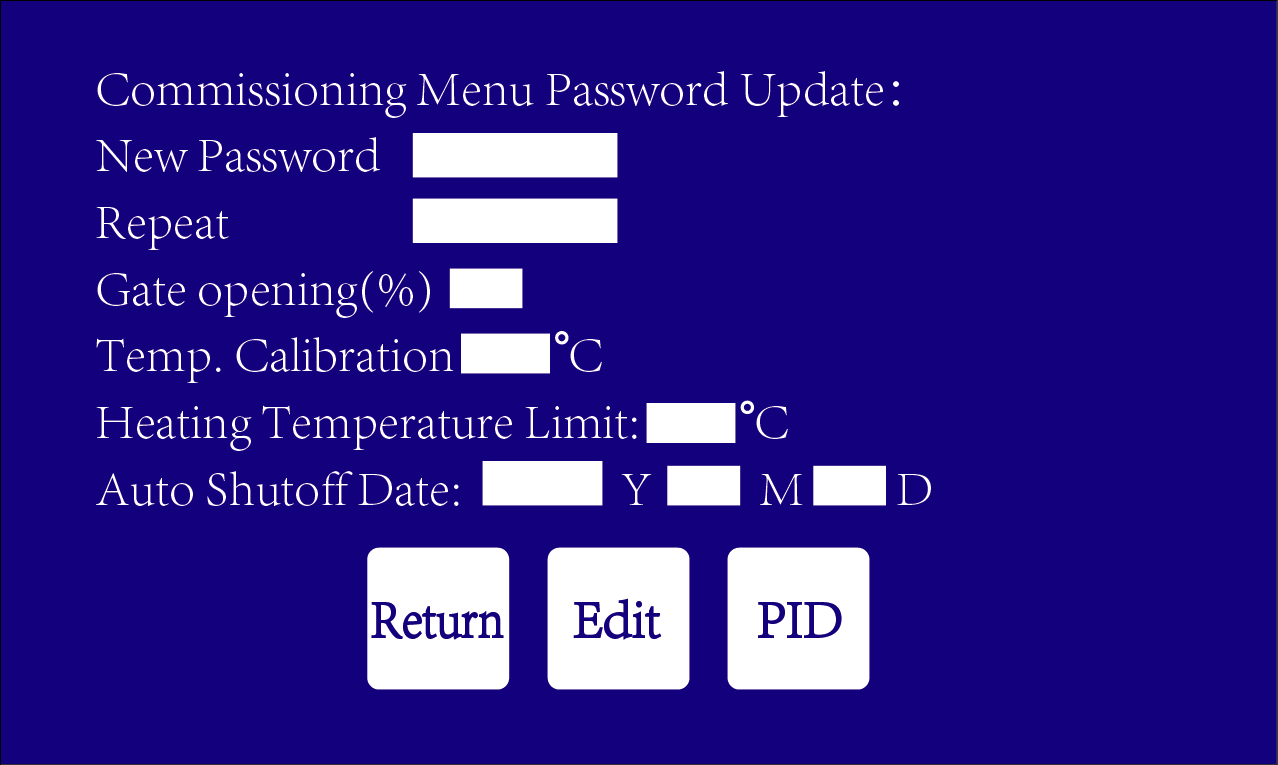 Commissioning Menu Password Update:
New Password
Repeat
Gate opening(%)
Temp. Calibration °C
Heating Temperature Limit: °C
Auto Shutoff Date: Y M D
Return Edit PID